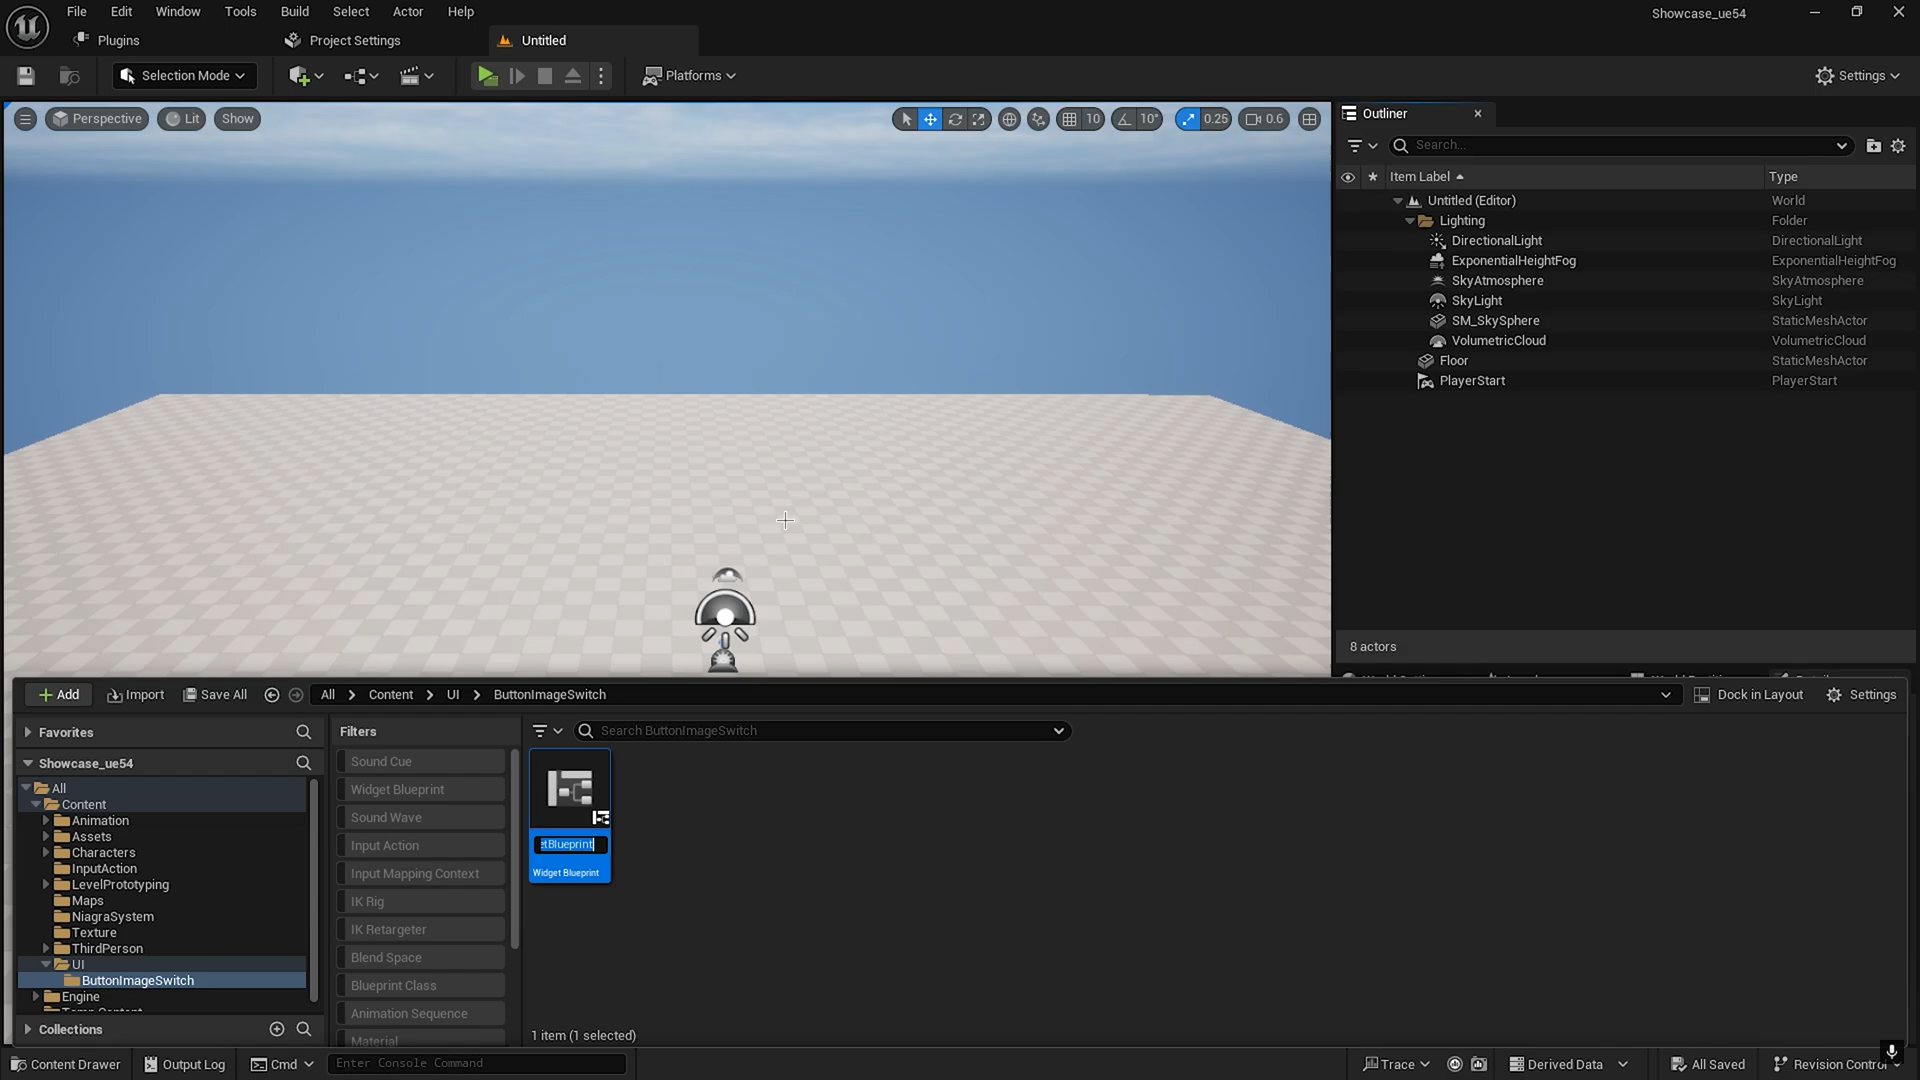 File Edit Window Tools Build Select Actor Help
Showcase_ue54
Plugins
Project Settings
Untitled
Selection Mode
Platforms
Settings
Perspective
Lit
Show
10
10°
0.25
0.6
Outliner
Search...
Item Label
Type
Untitled (Editor) World
Lighting Folder
DirectionalLight DirectionalLight
ExponentialHeightFog ExponentialHeightFog
SkyAtmosphere SkyAtmosphere
SkyLight SkyLight
SM_SkySphere StaticMeshActor
VolumetricCloud VolumetricCloud
Floor StaticMeshActor
PlayerStart PlayerStart
8 actors
Add
Import
Save All
All > Content > UI > ButtonImageSwitch
Dock in Layout
Settings
Favorites
Showcase_ue54
All
Content
Animation
Assets
Characters
InputAction
LevelPrototyping
Maps
NiagraSystem
Texture
ThirdPerson
UI
ButtonImageSwitch
Engine
Collections
Filters
Sound Cue
Widget Blueprint
Sound Wave
Input Action
Input Mapping Context
IK Rig
IK Retargeter
Blend Space
Blueprint Class
Animation Sequence
Material
Search ButtonImageSwitch
etBlueprint
Widget Blueprint
1 item (1 selected)
Content Drawer
Output Log
Cmd
Enter Console Command
Trace
Derived Data
All Saved
Revision Control